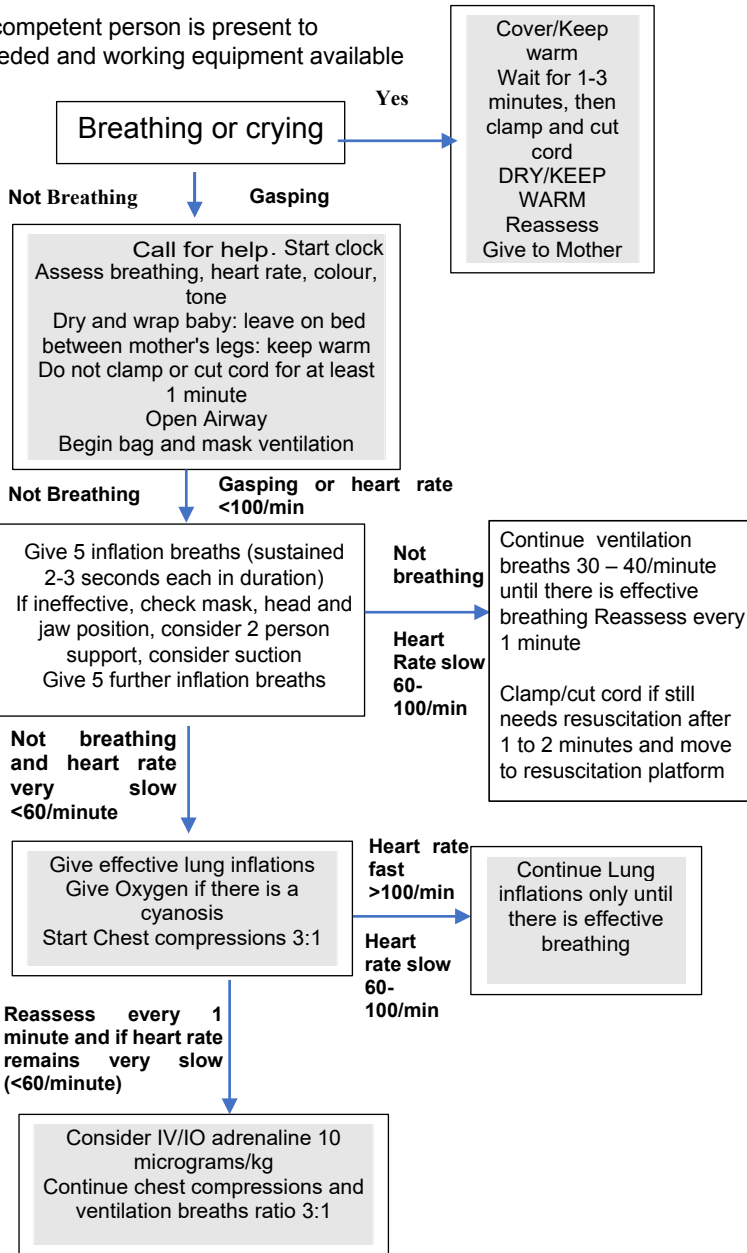 competent person is present to
eded and working equipment available
Cover/Keep
warm
Wait for 1-3
minutes, then
clamp and cut
cord
DRY/KEEP
WARM
Reassess
Give to Mother
Yes
Breathing or crying
Not Breathing
Gasping
Call for help. Start clock
Assess breathing, heart rate, colour,
tone
Dry and wrap baby: leave on bed
between mother's legs: keep warm
Do not clamp or cut cord for at least
1 minute
Open Airway
Begin bag and mask ventilation
Not Breathing
Gasping or heart rate
<100/min
Give 5 inflation breaths (sustained
2-3 seconds each in duration)
If ineffective, check mask, head and
jaw position, consider 2 person
support, consider suction
Give 5 further inflation breaths
Not
breathing
Heart
Rate slow
60-
100/min
Continue ventilation
breaths 30 – 40/minute
until there is effective
breathing Reassess every
1 minute
Clamp/cut cord if still
needs resuscitation after
1 to 2 minutes and move
to resuscitation platform
Not breathing
and heart rate
very slow
<60/minute
Give effective lung inflations
Give Oxygen if there is a
cyanosis
Start Chest compressions 3:1
Heart rate
fast
>100/min
Heart
rate slow
60-
100/min
Continue Lung
inflations only until
there is effective
breathing
Reassess every 1
minute and if heart rate
remains very slow
(<60/minute)
Consider IV/IO adrenaline 10
micrograms/kg
Continue chest compressions and
ventilation breaths ratio 3:1